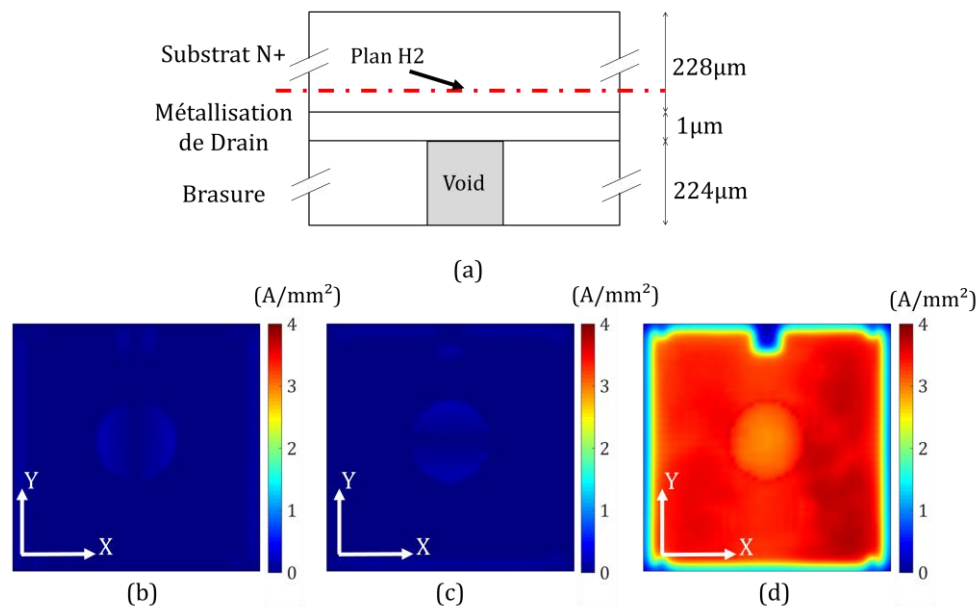 Substrat N+
Plan H2
228µm
Métallisation
de Drain
1µm
Brasure
Void
224µm
(a)
(A/mm²)
(A/mm²)
(A/mm²)
4
3
2
1
0
Y
X
4
3
2
1
0
Y
X
4
3
2
1
0
Y
X
(b)
(c)
(d)